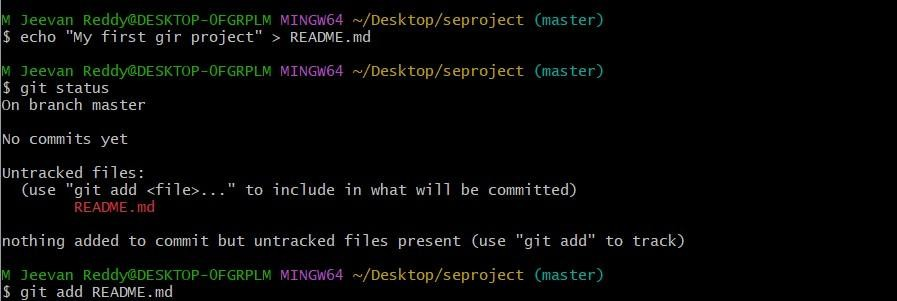 M Jeevan Reddy@DESKTOP-OFGRPLM MINGW64 ~/Desktop/seproject (master)
$ echo "My first gir project" > README.md
M Jeevan Reddy@DESKTOP-OFGRPLM MINGW64 ~/Desktop/seproject (master)
$ git status
On branch master
No commits yet
Untracked files:
  (use "git add <file>..." to include in what will be committed)
        README.md
nothing added to commit but untracked files present (use "git add" to track)
M Jeevan Reddy@DESKTOP-OFGRPLM MINGW64 ~/Desktop/seproject (master)
$ git add README.md